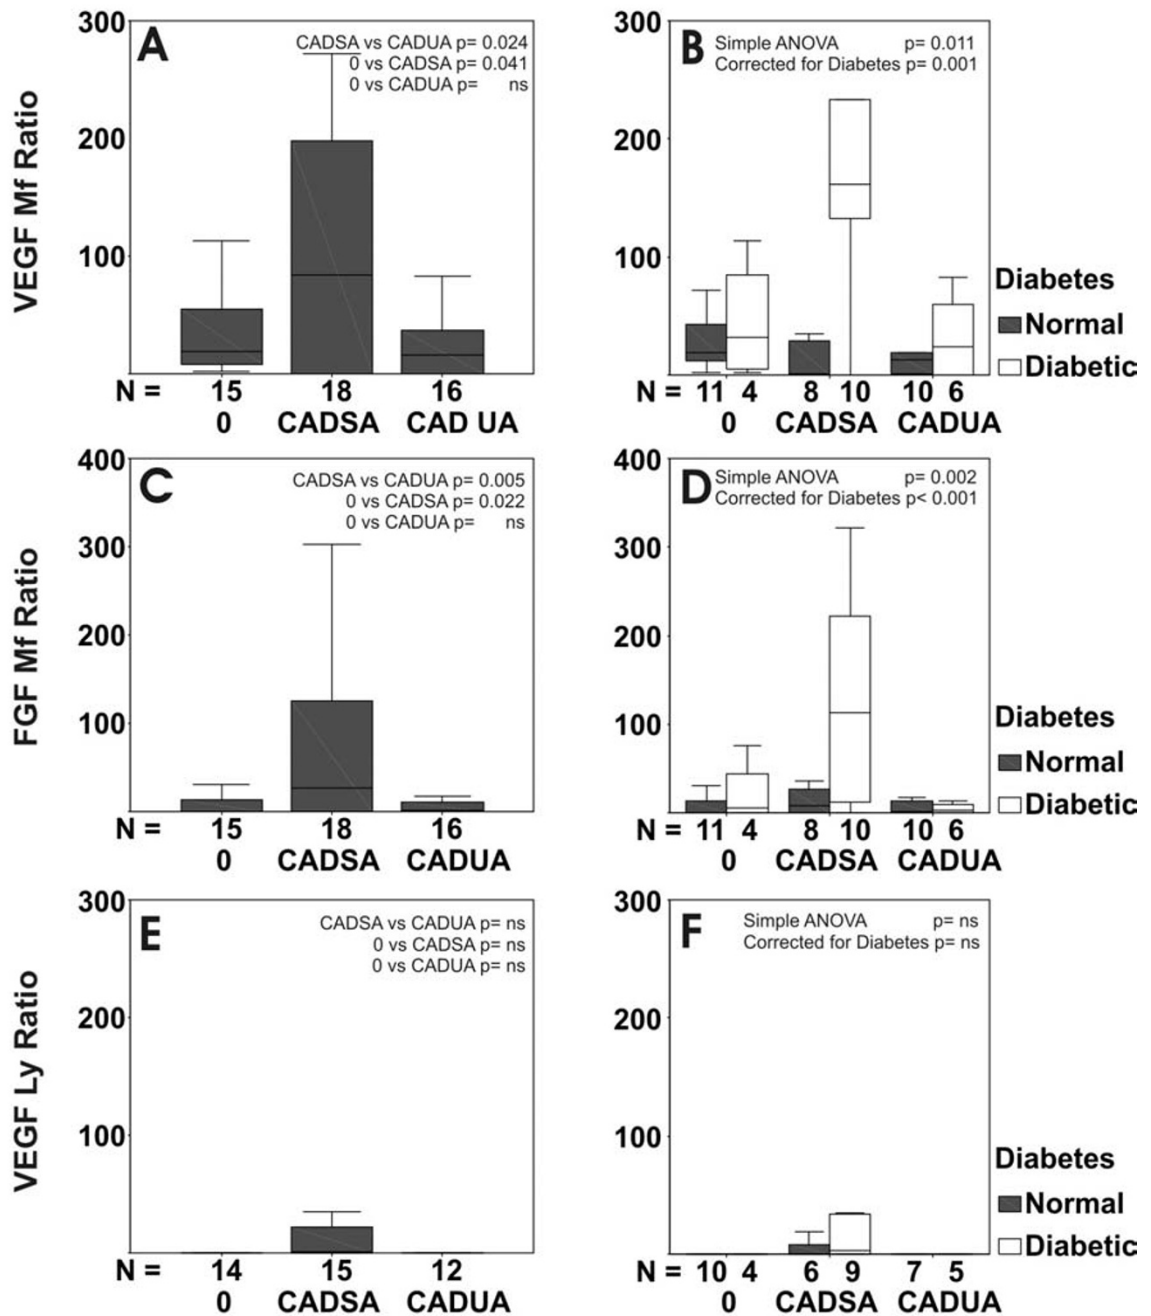 A
CADSA vs CADUA p= 0.024
0 vs CADSA p= 0.041
0 vs CADUA p= ns
VEGF Mf Ratio
300
200
100
N = 15 18 16
0 CADSA CAD UA
B
Simple ANOVA p= 0.011
Corrected for Diabetes p= 0.001
300
200
100
N = 11 4 8 10 10 6
0 CADSA CADUA
Diabetes
Normal
Diabetic
C
CADSA vs CADUA p= 0.005
0 vs CADSA p= 0.022
0 vs CADUA p= ns
FGF Mf Ratio
400
300
200
100
N = 15 18 16
0 CADSA CADUA
D
Simple ANOVA p= 0.002
Corrected for Diabetes p< 0.001
400
300
200
100
N = 11 4 8 10 10 6
0 CADSA CADUA
Diabetes
Normal
Diabetic
E
CADSA vs CADUA p= ns
0 vs CADSA p= ns
0 vs CADUA p= ns
VEGF Ly Ratio
300
200
100
N = 14 15 12
0 CADSA CADUA
F
Simple ANOVA p= ns
Corrected for Diabetes p= ns
300
200
100
N = 10 4 6 9 7 5
0 CADSA CADUA
Diabetes
Normal
Diabetic